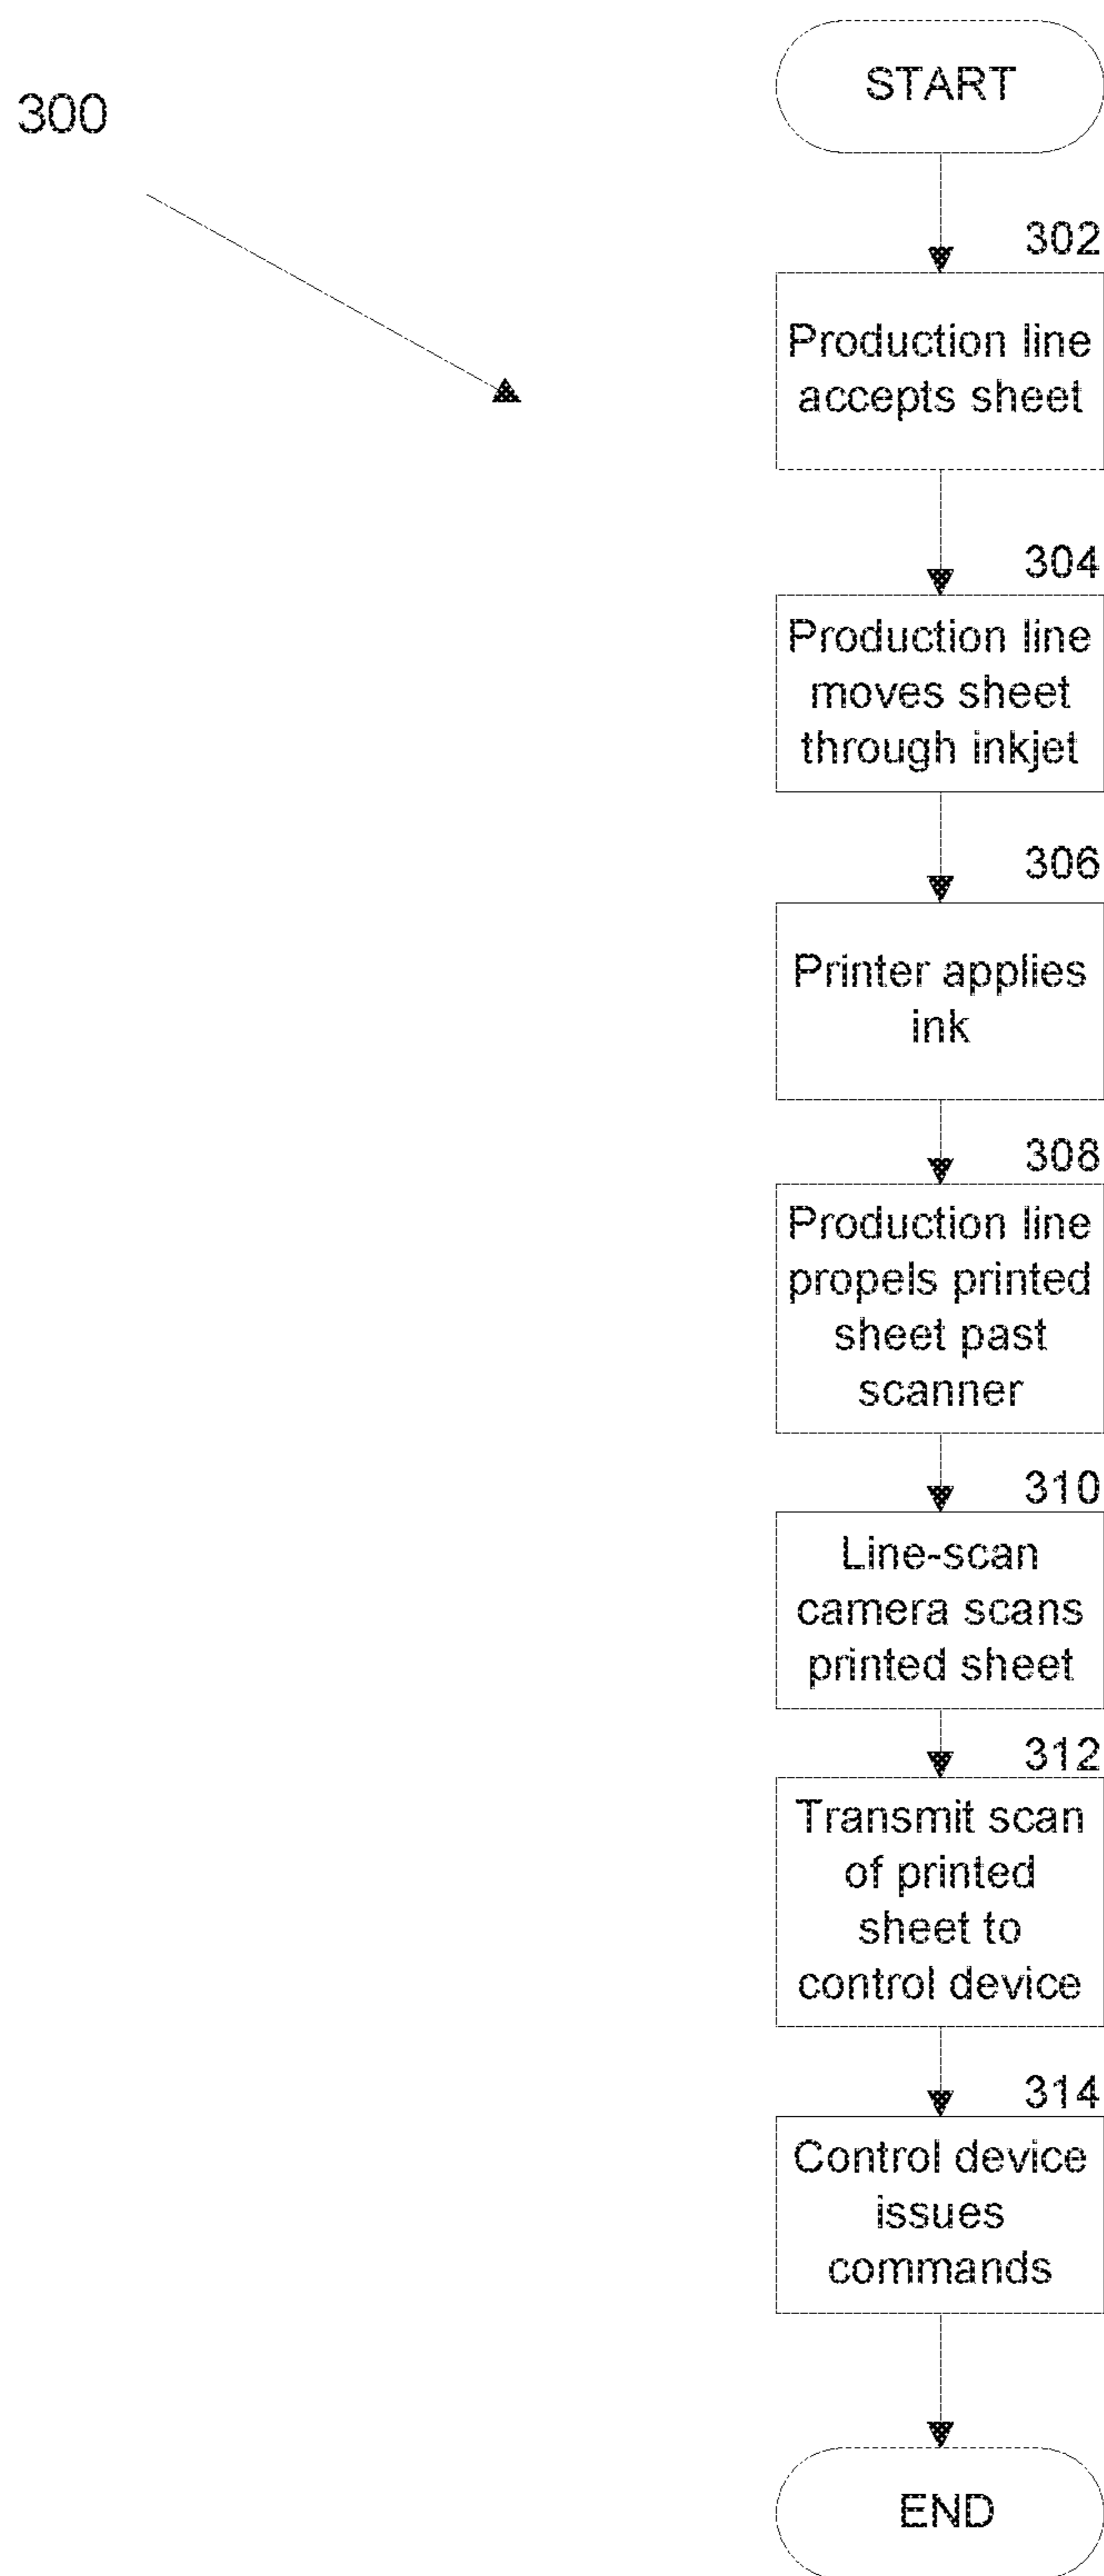 START
300
302
Production line
accepts sheet
304
Production line
moves sheet
through inkjet
306
Printer applies
ink
308
Production line
propels printed
sheet past
scanner
310
Line-scan
camera scans
printed sheet
312
Transmit scan
of printed
sheet to
control device
314
Control device
issues
commands
END